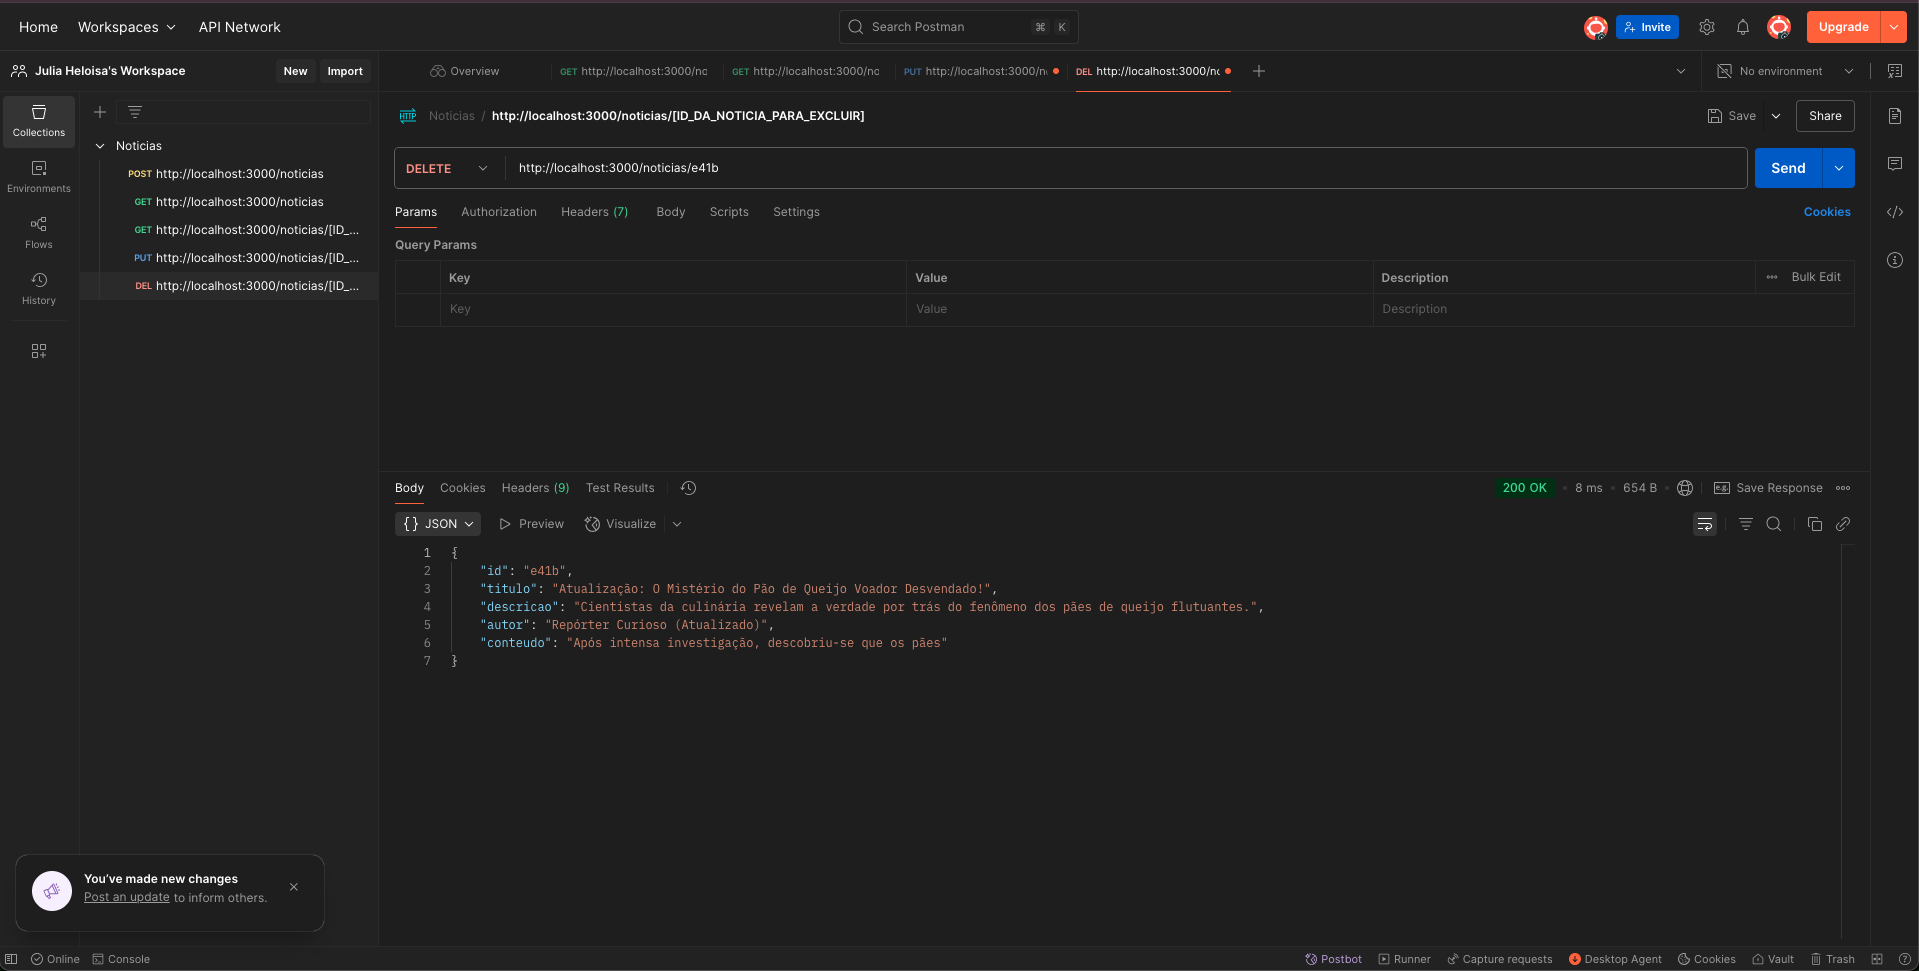 Home Workspaces API Network Search Postman ⌘ K Invite Upgrade
Julia Heloisa's Workspace New Import Overview GET http://localhost:3000/no GET http://localhost:3000/no PUT http://localhost:3000/n DEL http://localhost:3000/no No environment
Collections
Environments
Flows
History
Noticias
POST http://localhost:3000/noticias
GET http://localhost:3000/noticias
GET http://localhost:3000/noticias/[ID_...
PUT http://localhost:3000/noticias/[ID_...
DEL http://localhost:3000/noticias/[ID_...
HTTP Noticias / http://localhost:3000/noticias/[ID_DA_NOTICIA_PARA_EXCLUIR] Save Share
DELETE http://localhost:3000/noticias/e41b Send
Params Authorization Headers (7) Body Scripts Settings Cookies
Query Params
Key Value Description Bulk Edit
Key Value Description
Body Cookies Headers (9) Test Results 200 OK 8 ms 654 B e.g. Save Response
{} JSON Preview Visualize
1 {
2 "id": "e41b",
3 "titulo": "Atualização: O Mistério do Pão de Queijo Voador Desvendado!",
4 "descricao": "Cientistas da culinária revelam a verdade por trás do fenômeno dos pães de queijo flutuantes.",
5 "autor": "Repórter Curioso (Atualizado)",
6 "conteudo": "Após intensa investigação, descobriu-se que os pães"
7 }
You've made new changes
Post an update to inform others.
Online Console Postbot Runner Capture requests Desktop Agent Cookies Vault Trash